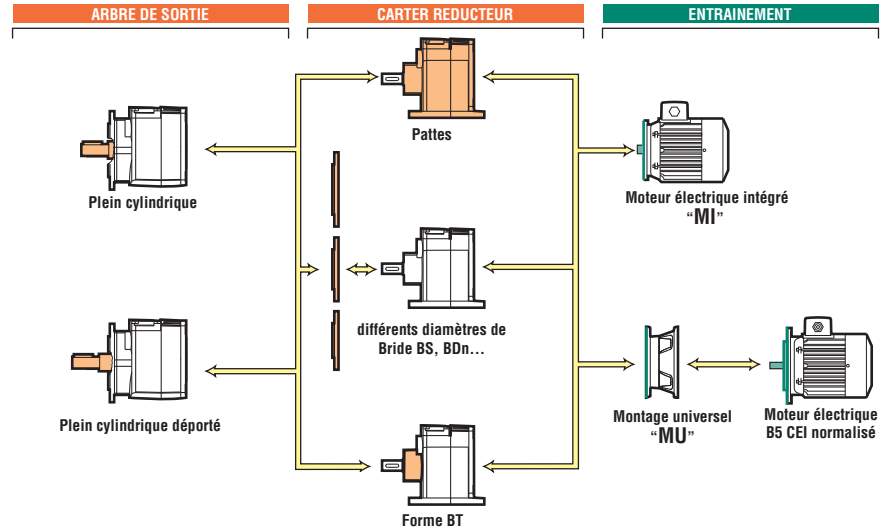 ARBRE DE SORTIE
CARTER REDUCTEUR
ENTRAINEMENT
Pattes
Plein cylindrique
Moteur électrique intégré
“MI”
différents diamètres de
Bride BS, BDn...
Plein cylindrique déporté
Montage universel
“MU”
Moteur électrique
B5 CEI normalisé
Forme BT